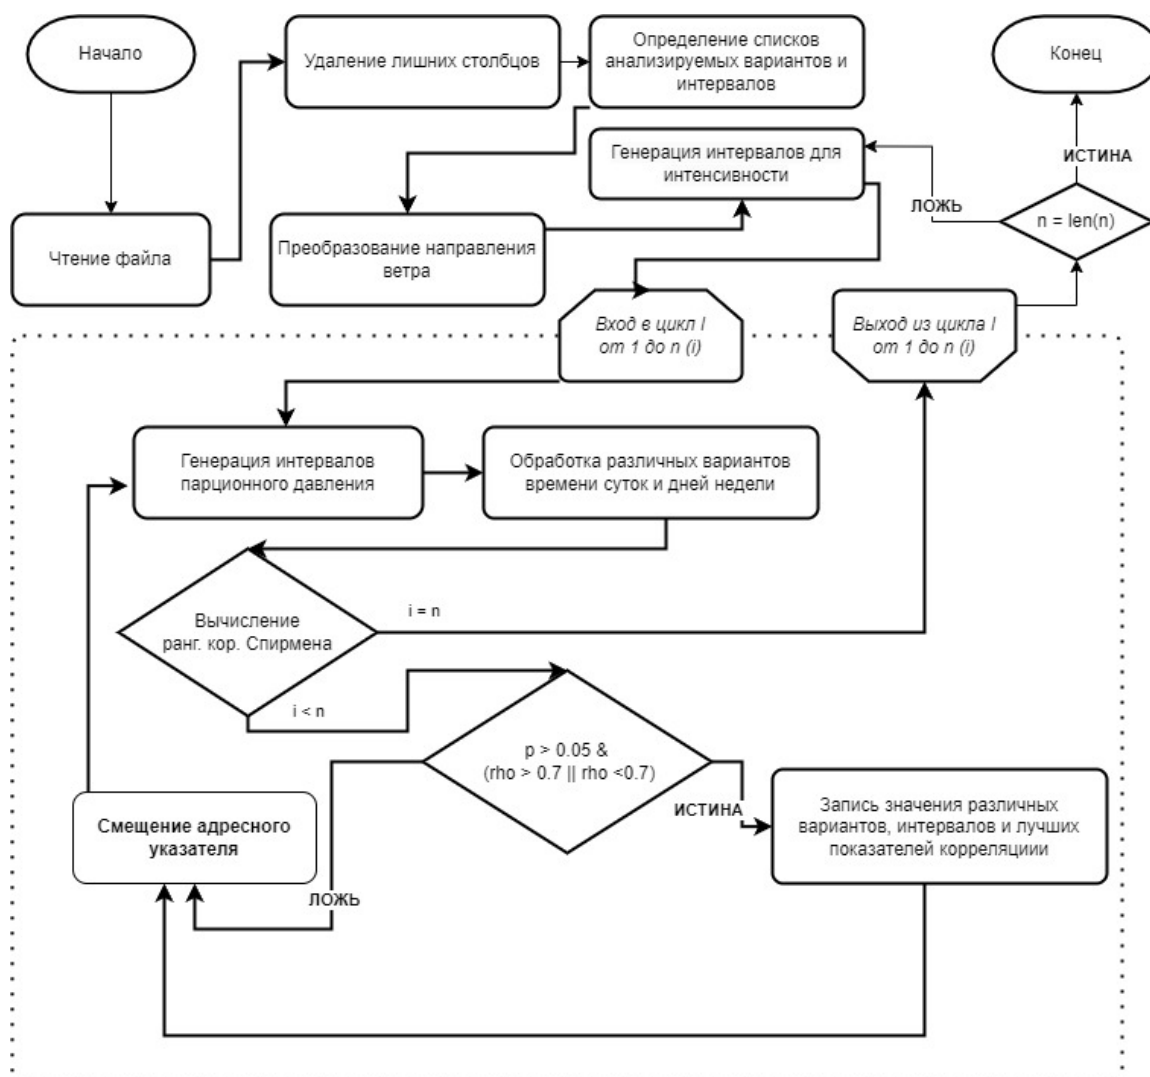 Начало
Удаление лишних столбцов
Определение списков
анализируемых вариантов и
интервалов
Конец
Генерация интервалов для
интенсивности
ИСТИНА
ЛОЖЬ
n = len(n)
Чтение файла
Преобразование направления
ветра
Вход в цикл I
от 1 до n (i)
Выход из цикла I
от 1 до n (i)
Генерация интервалов
парционного давления
Обработка различных вариантов
времени суток и дней недели
Вычисление
ранг. кор. Спирмена
i = n
i < n
p > 0.05 &
(rho > 0.7 || rho <0.7)
ИСТИНА
Запись значения различных
вариантов, интервалов и лучших
показателей корреляциии
Смещение адресного
указателя
ЛОЖЬ